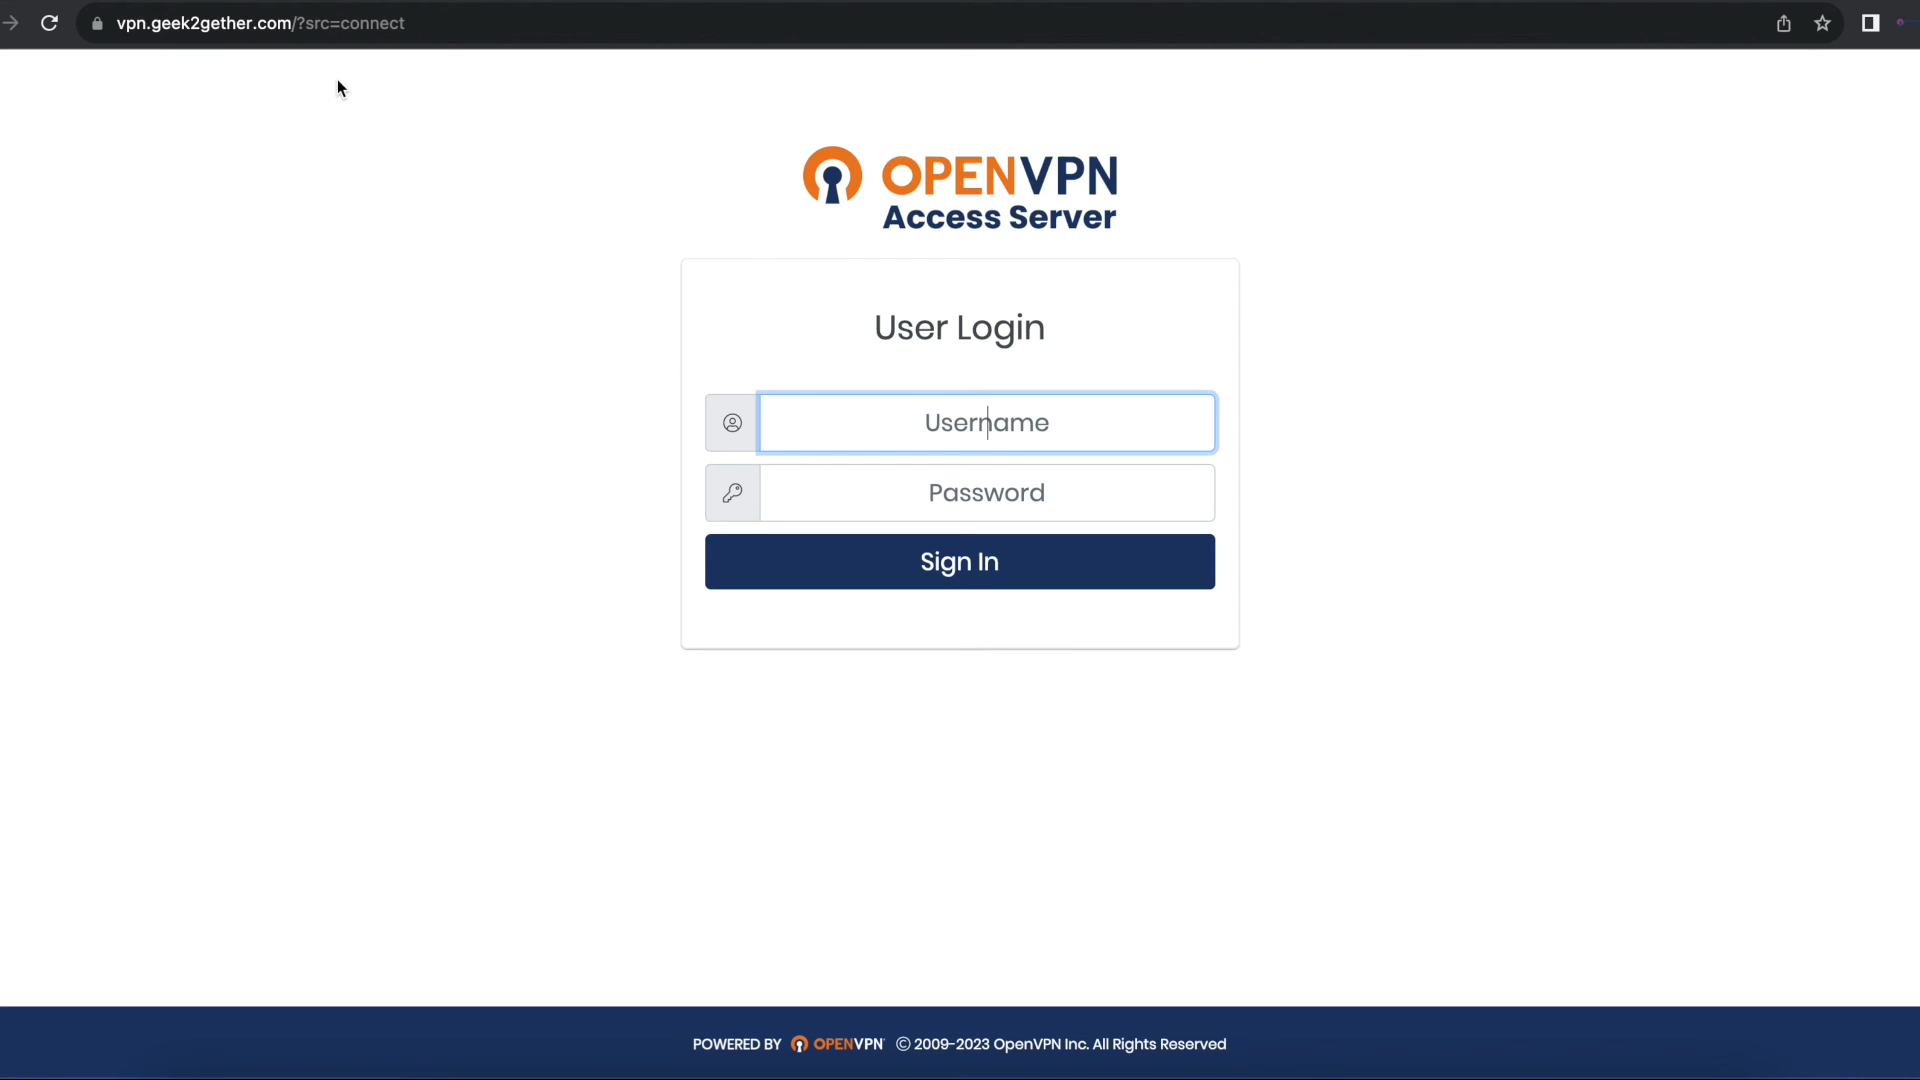 vpn.geek2gether.com/?src=connect
OPENVPN
Access Server
User Login
Username
Password
Sign In
POWERED BY OPENVPN © 2009-2023 OpenVPN Inc. All Rights Reserved